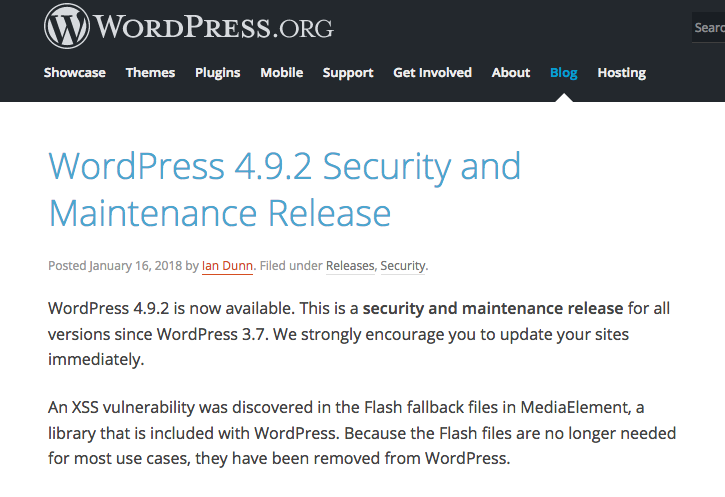 WORDPRESS.ORG
Showcase Themes Plugins Mobile Support Get Involved About Blog Hosting
WordPress 4.9.2 Security and
Maintenance Release
Posted January 16, 2018 by Ian Dunn. Filed under Releases, Security.
WordPress 4.9.2 is now available. This is a security and maintenance release for all
versions since WordPress 3.7. We strongly encourage you to update your sites
immediately.
An XSS vulnerability was discovered in the Flash fallback files in MediaElement, a
library that is included with WordPress. Because the Flash files are no longer needed
for most use cases, they have been removed from WordPress.